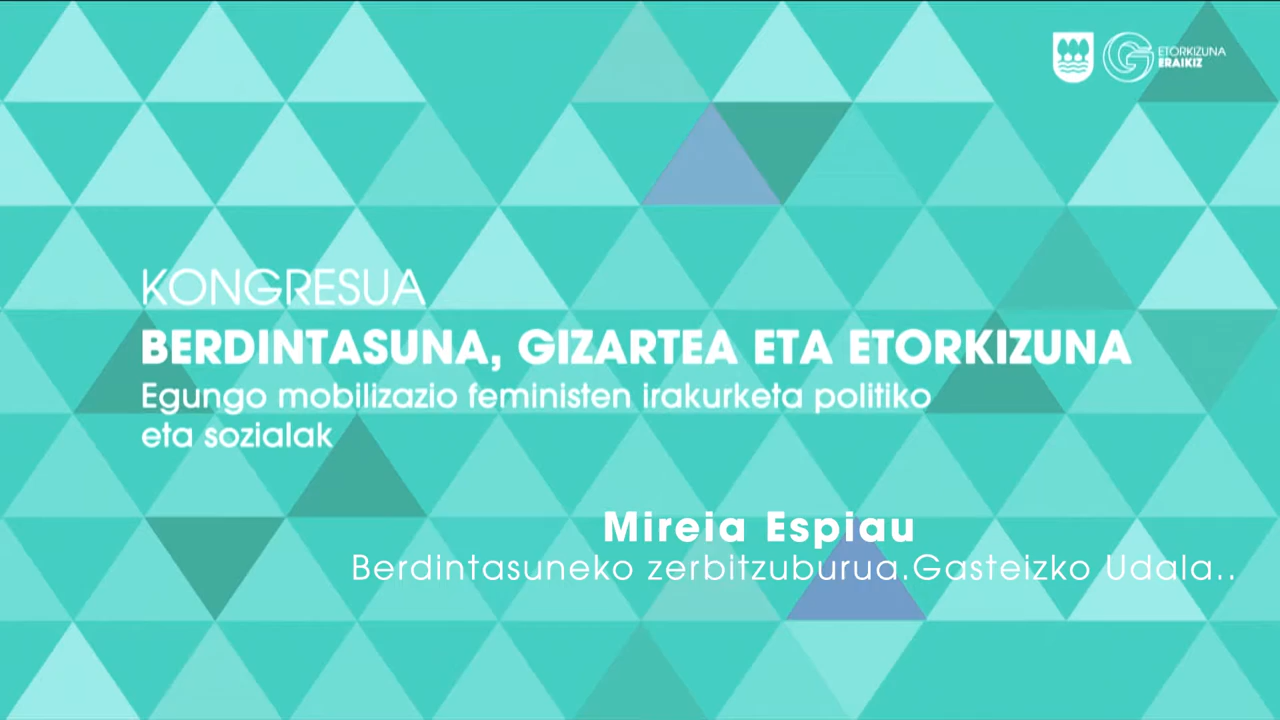 ETORKIZUNA
ERAIKIZ
KONGRESUA
BERDINTASUNA, GIZARTEA ETA ETORKIZUNA
Egungo mobilizazio feministen irakurketa politiko
eta sozialak
Mireia Espiau
Berdintasuneko zerbitzuburua.Gasteizko Udala..